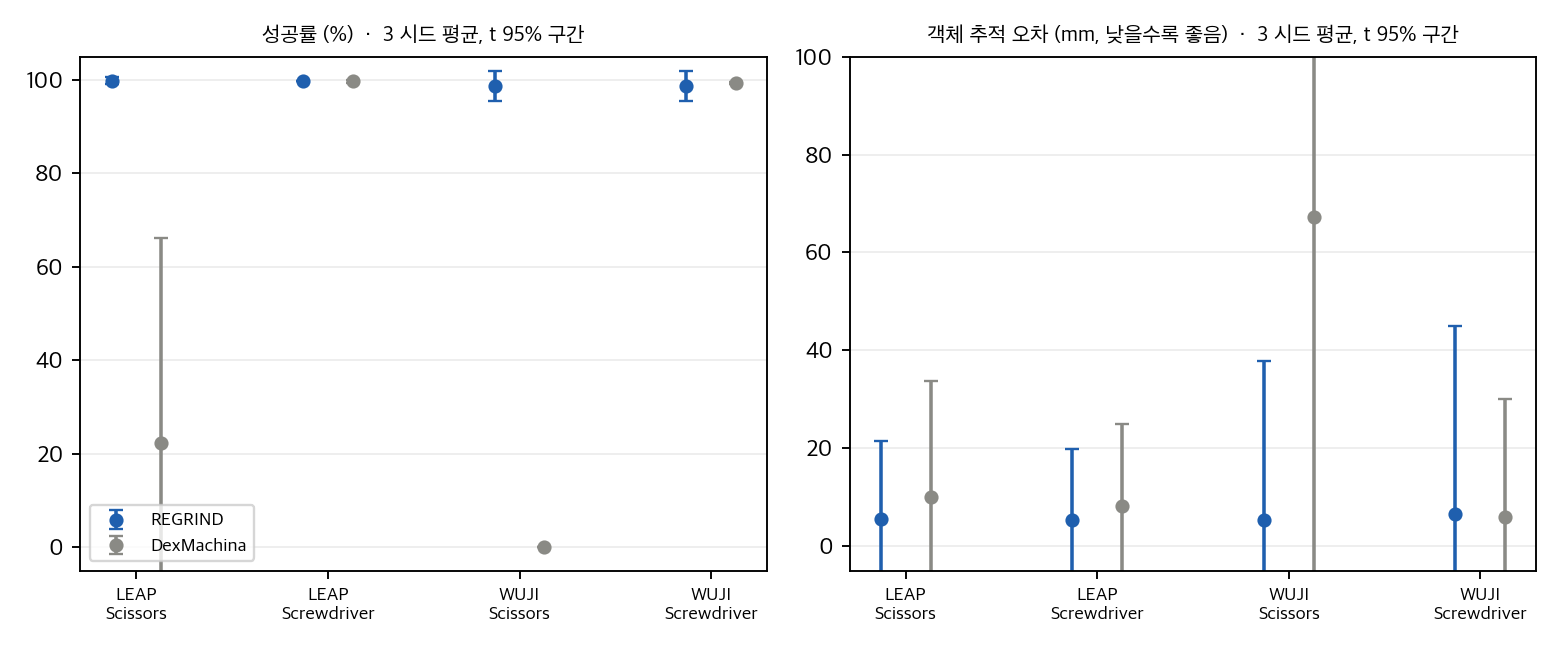 성공률 (%) · 3 시드 평균, t 95% 구간
100
80
60
40
20
0
REGRIND
DexMachina
LEAP
Scissors
LEAP
Screwdriver
WUJI
Scissors
WUJI
Screwdriver
객체 추적 오차 (mm, 낮을수록 좋음) · 3 시드 평균, t 95% 구간
100
80
60
40
20
0
LEAP
Scissors
LEAP
Screwdriver
WUJI
Scissors
WUJI
Screwdriver